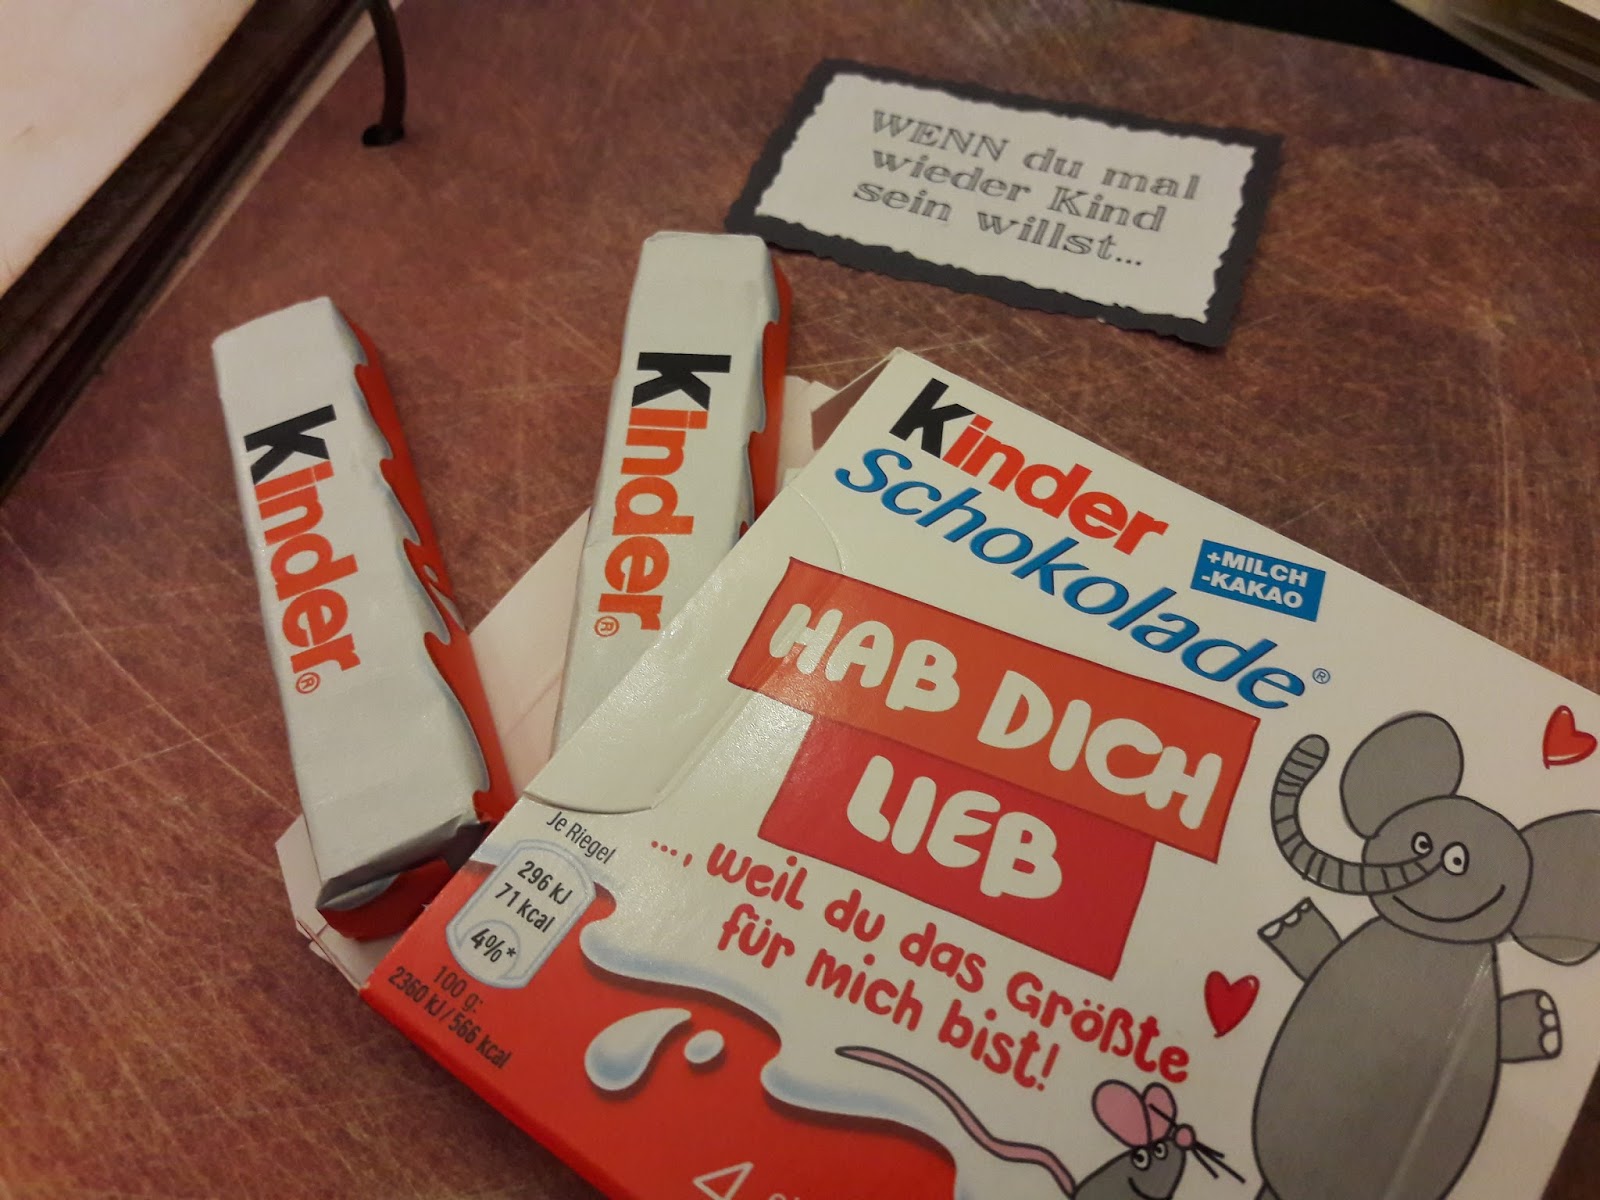 WENN du mal
wieder Kind
sein willst...
Kinder®
Kinder®
Kinder
Schokolade®
+MILCH
-KAKAO
HAB DICH
LIEB
..., weil du das Größte
für mich bist!
Je Riegel
296 kJ
71 kcal
4%*
100 g:
2360 kJ/566 kcal